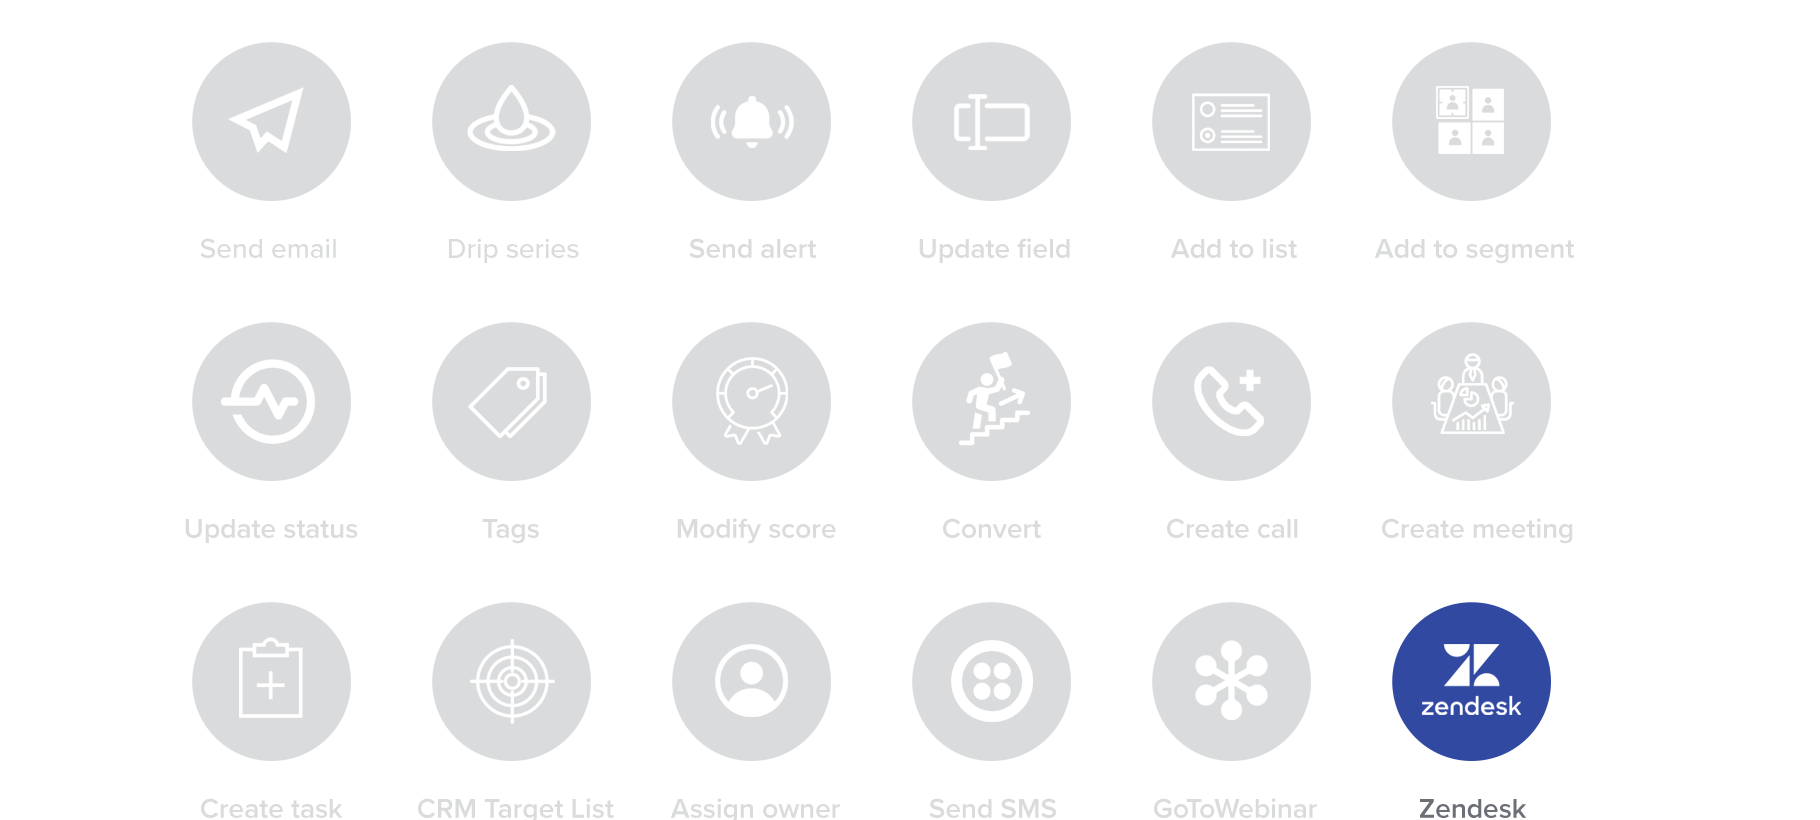 Send email
Drip series
Send alert
Update field
Add to list
Add to segment
Update status
Tags
Modify score
Convert
Create call
Create meeting
zendesk
Create task
CRM Target List
Assign owner
Send SMS
GoToWebinar
Zendesk